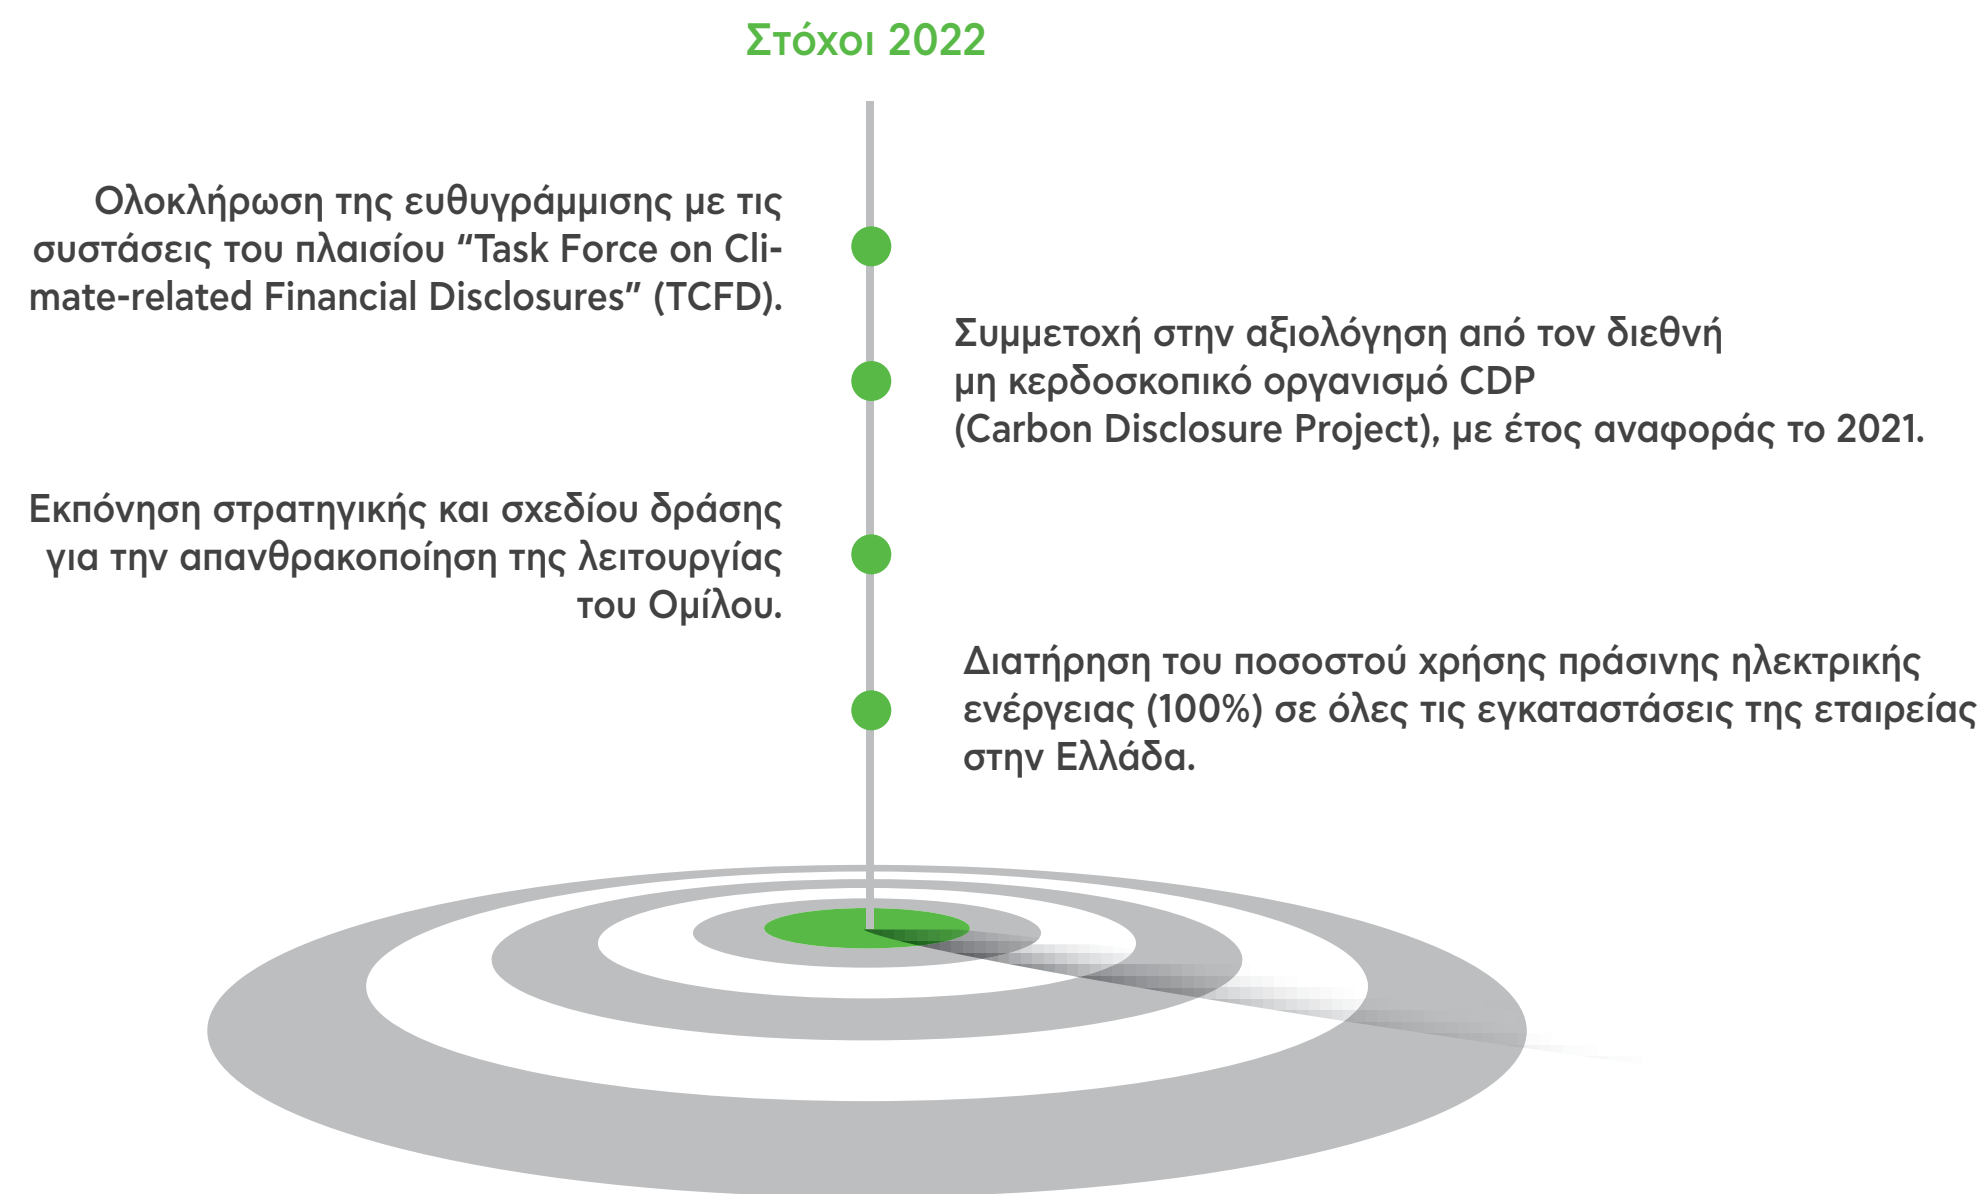 Στόχοι 2022
Ολοκλήρωση της ευθυγράμμισης με τις
συστάσεις του πλαισίου “Task Force on Cli-
mate-related Financial Disclosures” (TCFD).
Συμμετοχή στην αξιολόγηση από τον διεθνή
μη κερδοσκοπικό οργανισμό CDP
(Carbon Disclosure Project), με έτος αναφοράς το 2021.
Εκπόνηση στρατηγικής και σχεδίου δράσης
για την απανθρακοποίηση της λειτουργίας
του Ομίλου.
Διατήρηση του ποσοστού χρήσης πράσινης ηλεκτρικής
ενέργειας (100%) σε όλες τις εγκαταστάσεις της εταιρείας
στην Ελλάδα.